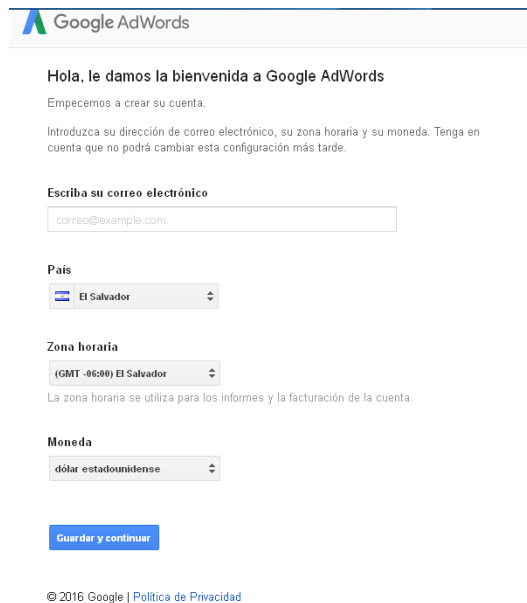 Google AdWords
Hola, le damos la bienvenida a Google AdWords
Empecemos a crear su cuenta.
Introduzca su dirección de correo electrónico, su zona horaria y su moneda. Tenga en
cuenta que no podrá cambiar esta configuración más tarde.
Escriba su correo electrónico
correo@example.com
País
El Salvador
Zona horaria
(GMT -06:00) El Salvador
La zona horaria se utiliza para los informes y la facturación de la cuenta.
Moneda
dólar estadounidense
Guardar y continuar
© 2016 Google | Política de Privacidad